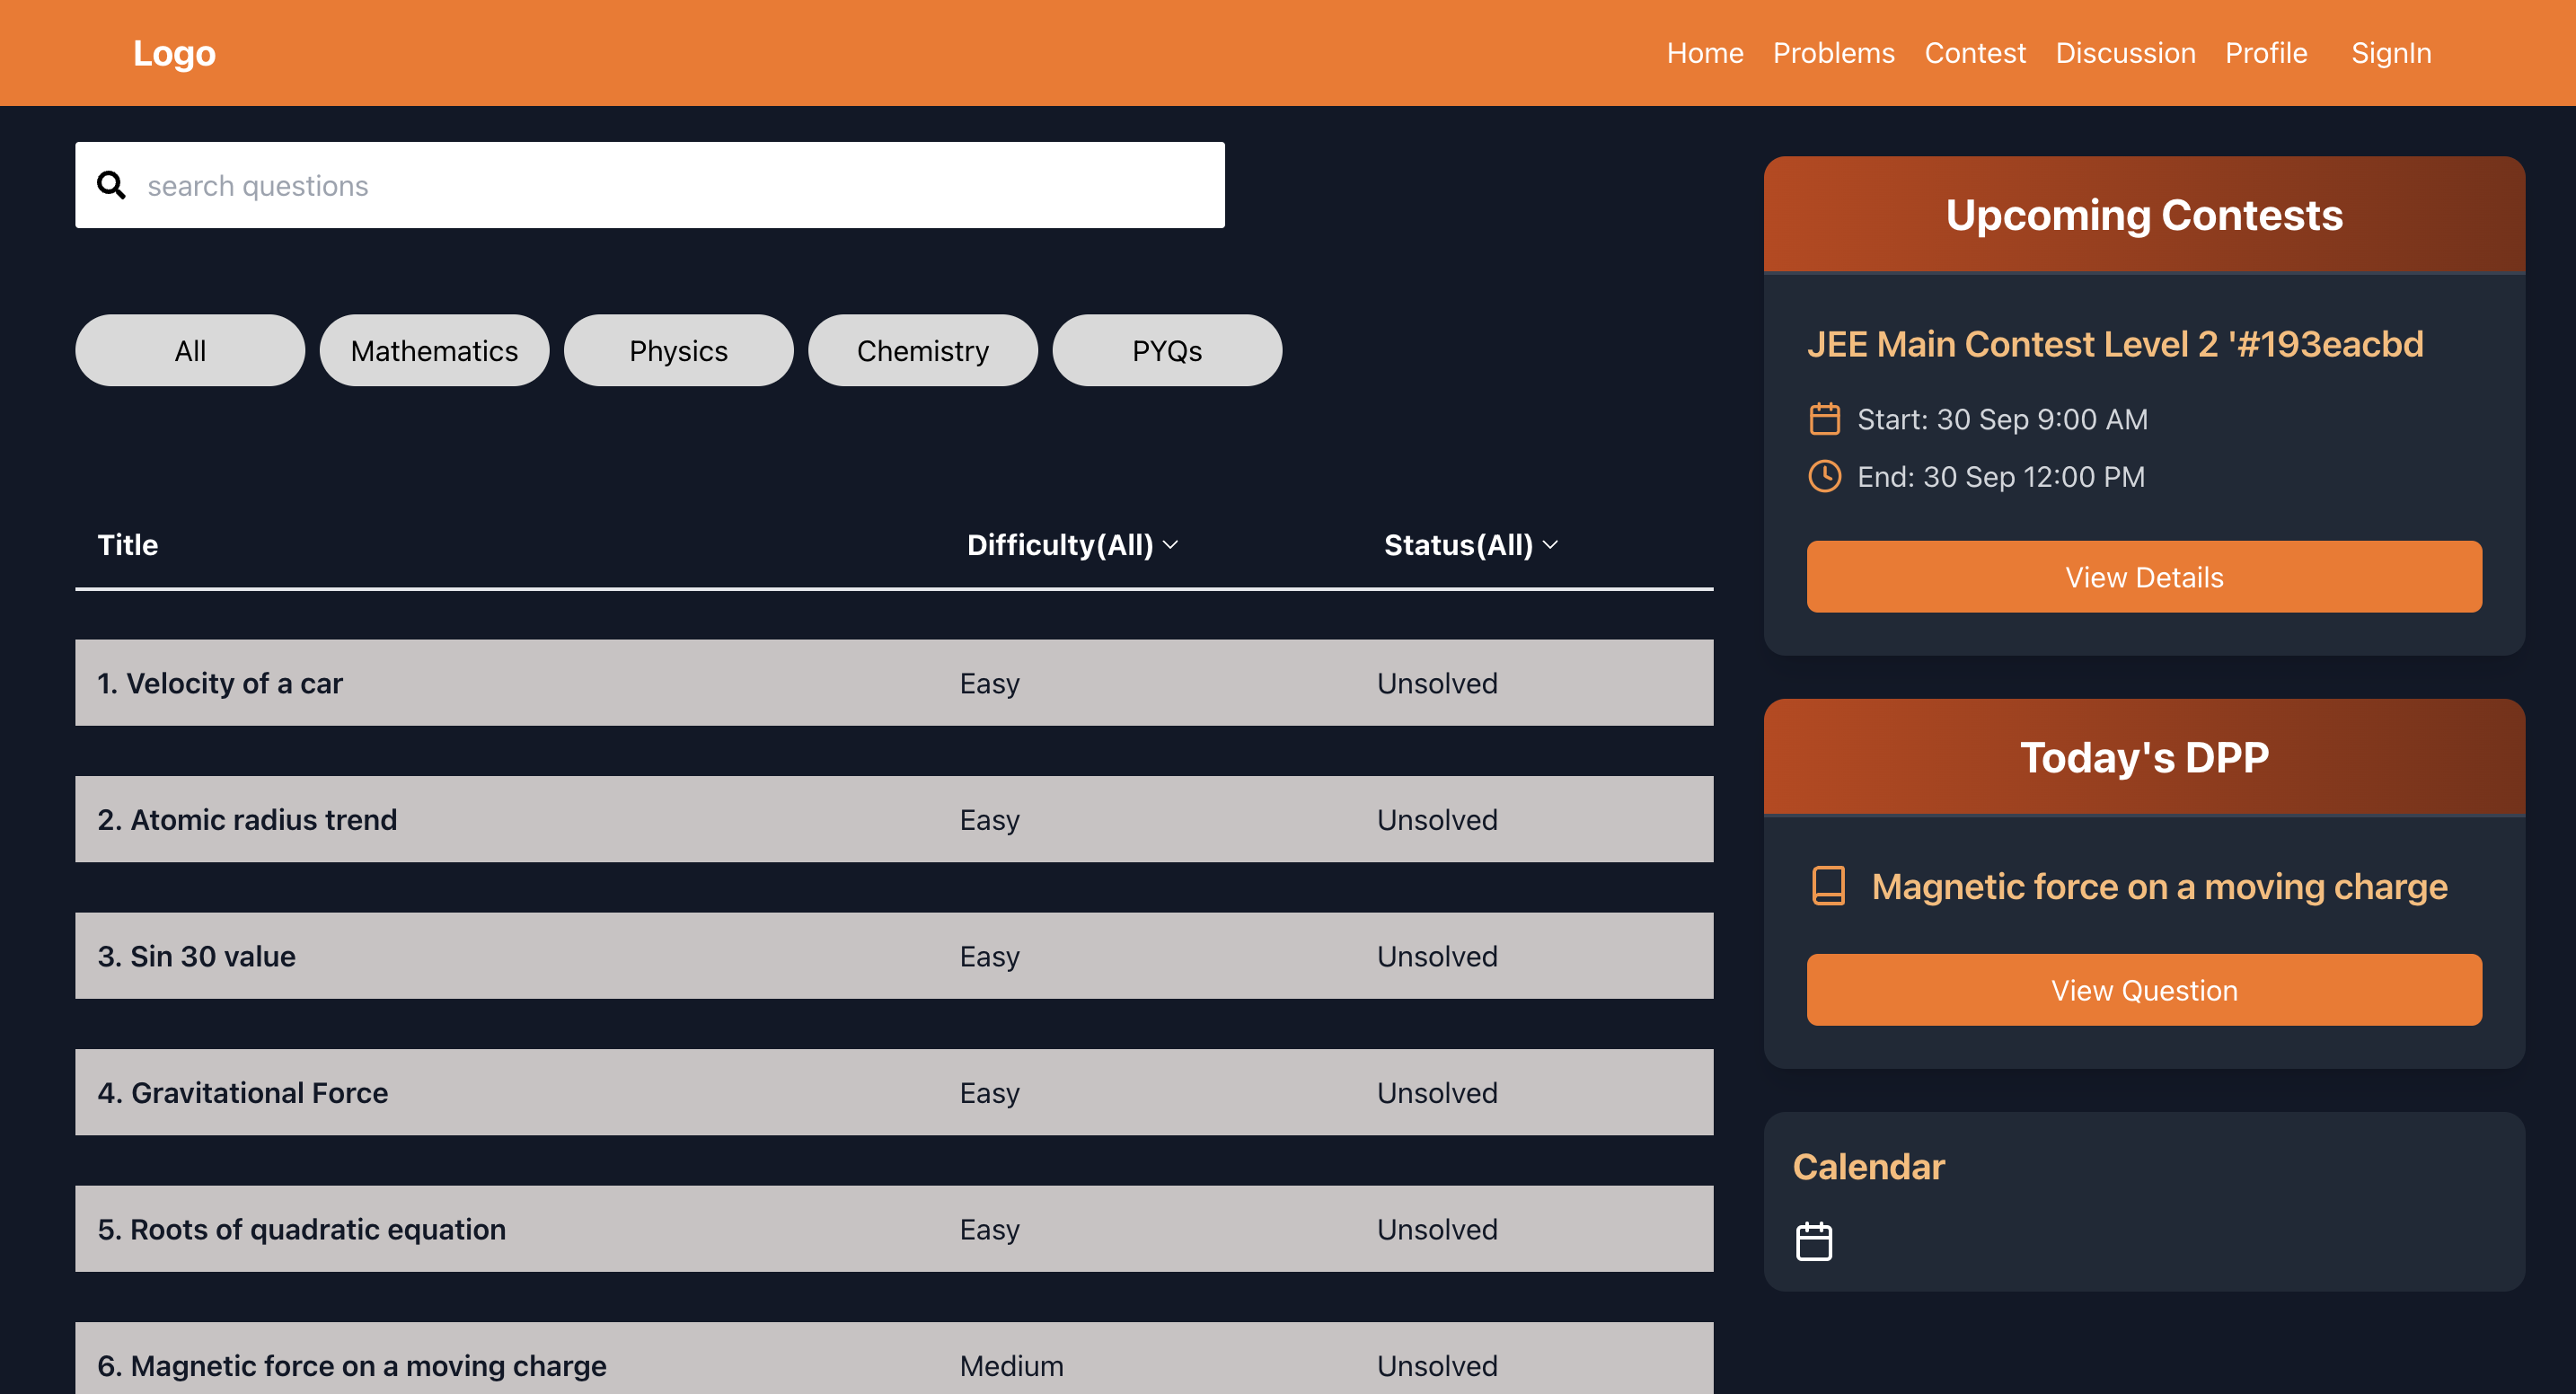 Logo
Home Problems Contest Discussion Profile SignIn
search questions
All Mathematics Physics Chemistry PYQs
Title Difficulty(All) Status(All)
1. Velocity of a car Easy Unsolved
2. Atomic radius trend Easy Unsolved
3. Sin 30 value Easy Unsolved
4. Gravitational Force Easy Unsolved
5. Roots of quadratic equation Easy Unsolved
6. Magnetic force on a moving charge Medium Unsolved
Upcoming Contests
JEE Main Contest Level 2 '#193eacbd
Start: 30 Sep 9:00 AM
End: 30 Sep 12:00 PM
View Details
Today's DPP
Magnetic force on a moving charge
View Question
Calendar